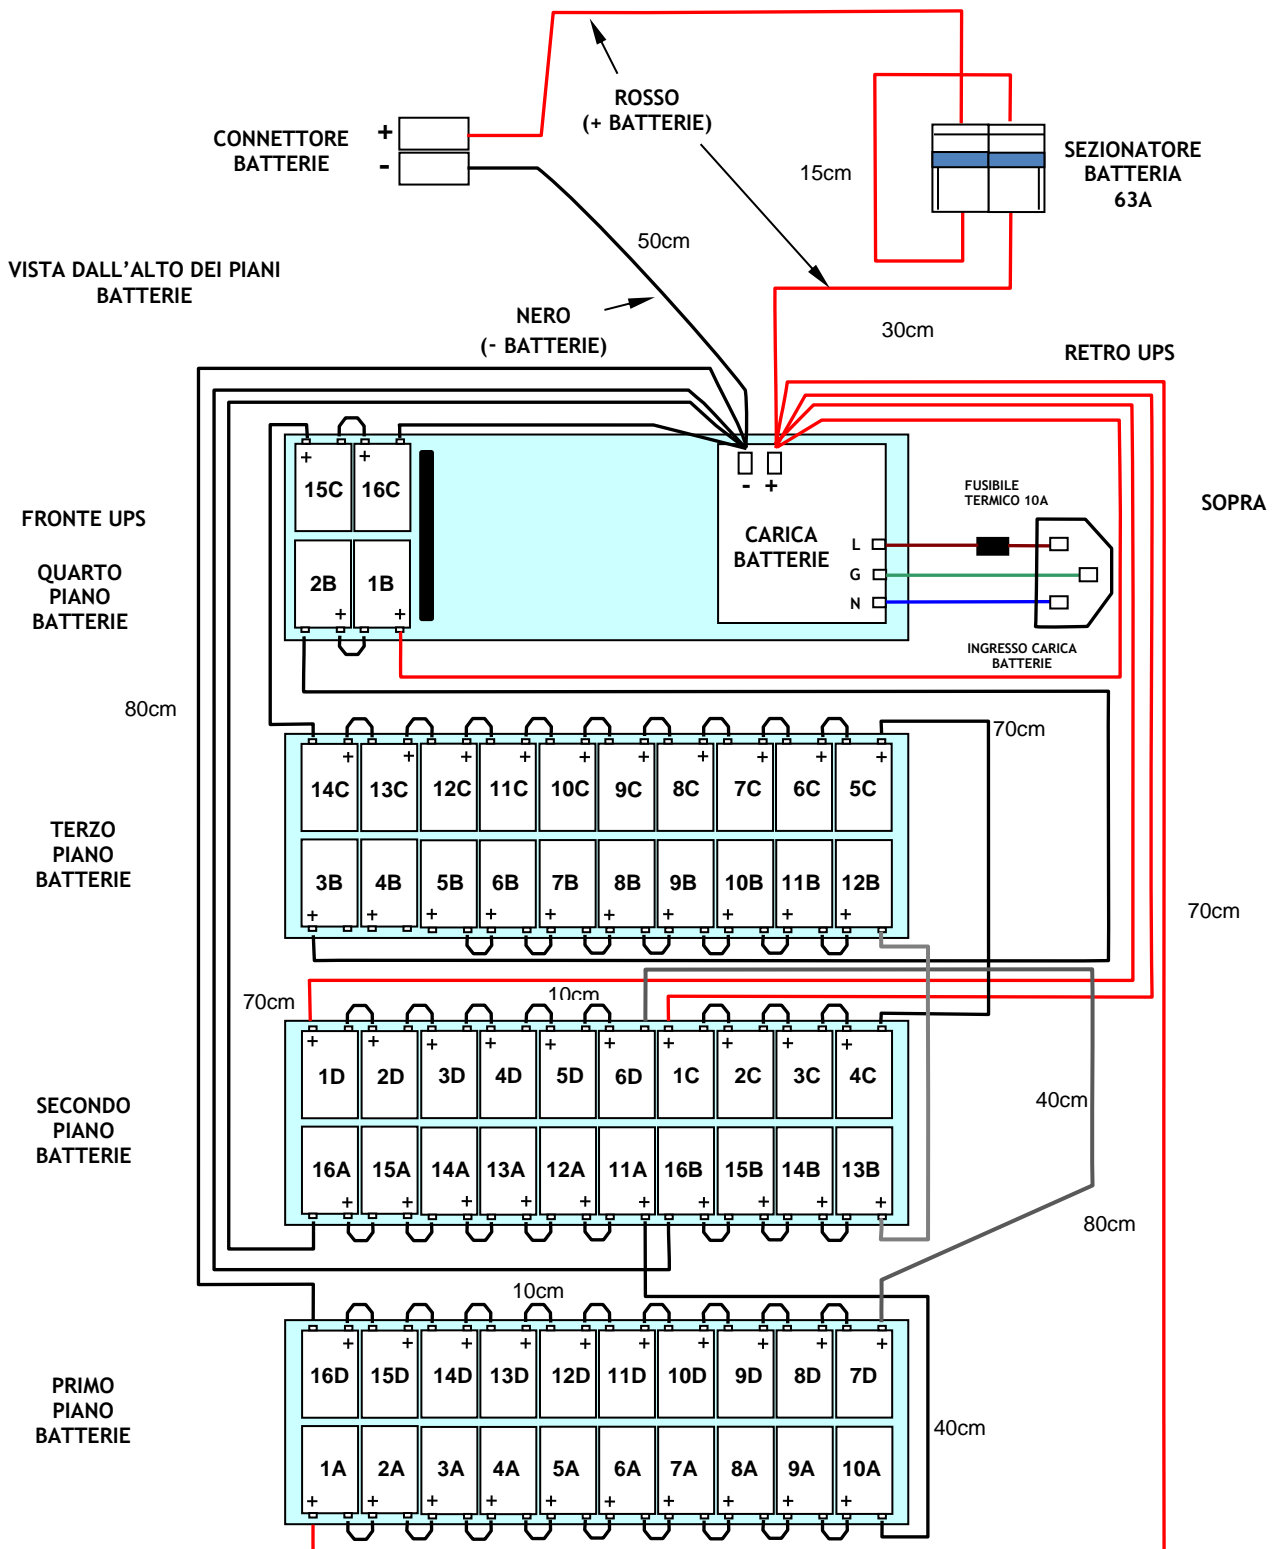 ROSSO
(+ BATTERIE)
CONNETTORE
BATTERIE
+
-
SEZIONATORE
BATTERIA
63A
15cm
50cm
VISTA DALL'ALTO DEI PIANI
BATTERIE
NERO
(- BATTERIE)
30cm
RETRO UPS
+ +
15C 16C
- +
FUSIBILE
TERMICO 10A
SOPRA
FRONTE UPS
CARICA
BATTERIE
L
G
N
QUARTO
PIANO
BATTERIE
2B 1B
+ +
INGRESSO CARICA
BATTERIE
80cm
70cm
+ + + + + + + + + +
14C 13C 12C 11C 10C 9C 8C 7C 6C 5C
TERZO
PIANO
BATTERIE
3B 4B 5B 6B 7B 8B 9B 10B 11B 12B
+ + + + + + + + + +
70cm
70cm
10cm
+ + + + + + + + + +
1D 2D 3D 4D 5D 6D 1C 2C 3C 4C
40cm
SECONDO
PIANO
BATTERIE
16A 15A 14A 13A 12A 11A 16B 15B 14B 13B
+ + + + + + + + + +
80cm
10cm
+ + + + + + + + + +
16D 15D 14D 13D 12D 11D 10D 9D 8D 7D
PRIMO
PIANO
BATTERIE
40cm
1A 2A 3A 4A 5A 6A 7A 8A 9A 10A
+ + + + + + + + + +